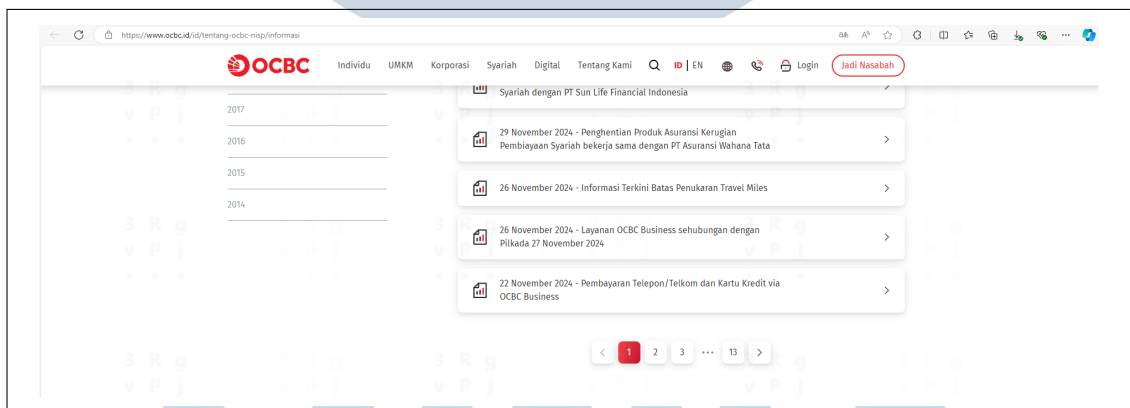 https://www.ocbc.id/id/tentang-ocbc-nisp/informasi
OCBC
Individu UMKM Korporasi Syariah Digital Tentang Kami ID | EN Login Jadi Nasabah
Syariah dengan PT Sun Life Financial Indonesia
2017
2016
2015
2014
29 November 2024 - Penghentian Produk Asuransi Kerugian
Pembiayaan Syariah bekerja sama dengan PT Asuransi Wahana Tata
26 November 2024 - Informasi Terkini Batas Penukaran Travel Miles
26 November 2024 - Layanan OCBC Business sehubungan dengan
Pilkada 27 November 2024
22 November 2024 - Pembayaran Telepon/Telkom dan Kartu Kredit via
OCBC Business
< 1 2 3 ... 13 >
3 R g
v P j